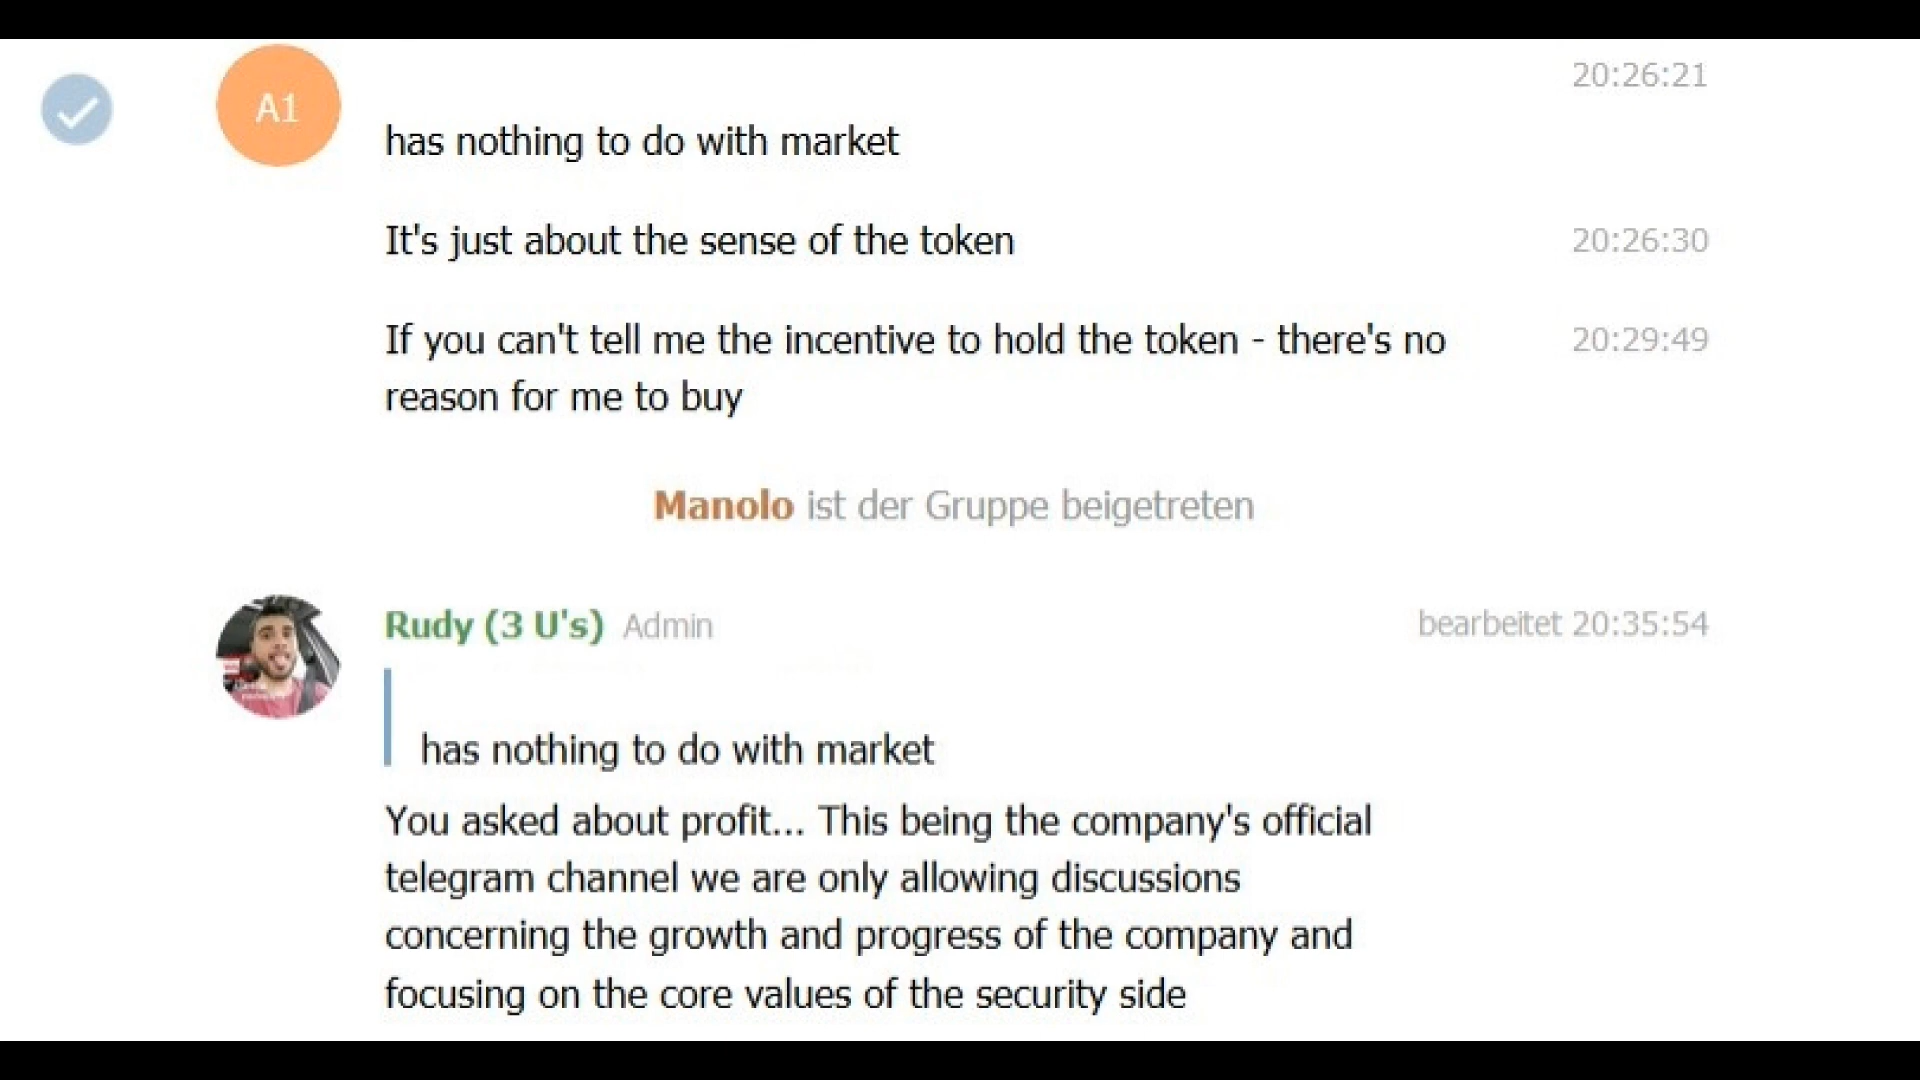 A1
20:26:21
has nothing to do with market
It's just about the sense of the token 20:26:30
If you can't tell me the incentive to hold the token - there's no 20:29:49
reason for me to buy
Manolo ist der Gruppe beigetreten
Rudy (3 U's) Admin bearbeitet 20:35:54
has nothing to do with market
You asked about profit... This being the company's official
telegram channel we are only allowing discussions
concerning the growth and progress of the company and
focusing on the core values of the security side